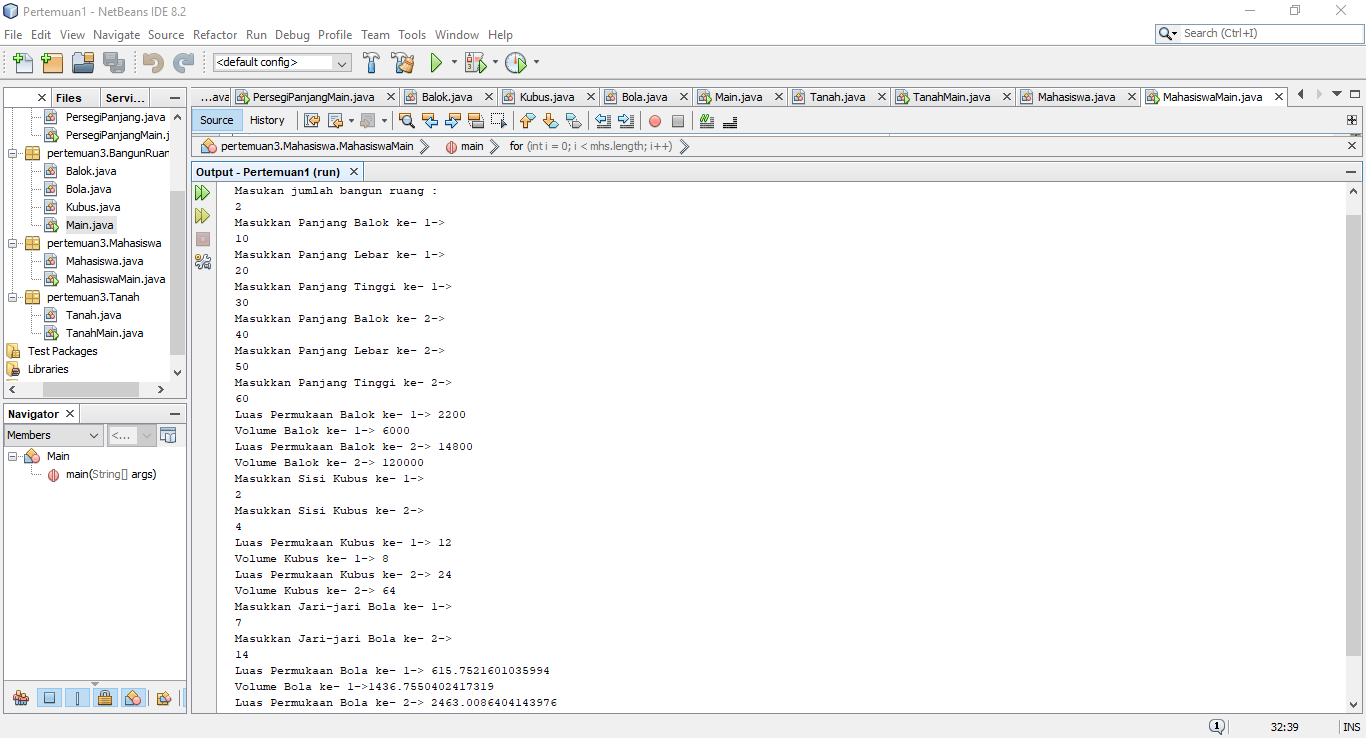 Pertemuan1 - NetBeans IDE 8.2
File Edit View Navigate Source Refactor Run Debug Profile Team Tools Window Help
Search (Ctrl+I)
<default config>
Files Servi...
...ava PersegiPanjangMain.java Balok.java Kubus.java Bola.java Main.java Tanah.java TanahMain.java Mahasiswa.java MahasiswaMain.java
Source History
pertemuan3.Mahasiswa.MahasiswaMain main for (int i = 0; i < mhs.length; i++)
PersegiPanjang.java
PersegiPanjangMain.j
pertemuan3.BangunRuan
Balok.java
Bola.java
Kubus.java
Main.java
pertemuan3.Mahasiswa
Mahasiswa.java
MahasiswaMain.java
pertemuan3.Tanah
Tanah.java
TanahMain.java
Test Packages
Libraries
Navigator
Members <...
Main
main(String[] args)
Output - Pertemuan1 (run)
Masukan jumlah bangun ruang :
2
Masukkan Panjang Balok ke- 1->
10
Masukkan Panjang Lebar ke- 1->
20
Masukkan Panjang Tinggi ke- 1->
30
Masukkan Panjang Balok ke- 2->
40
Masukkan Panjang Lebar ke- 2->
50
Masukkan Panjang Tinggi ke- 2->
60
Luas Permukaan Balok ke- 1-> 2200
Volume Balok ke- 1-> 6000
Luas Permukaan Balok ke- 2-> 14800
Volume Balok ke- 2-> 120000
Masukkan Sisi Kubus ke- 1->
2
Masukkan Sisi Kubus ke- 2->
4
Luas Permukaan Kubus ke- 1-> 12
Volume Kubus ke- 1-> 8
Luas Permukaan Kubus ke- 2-> 24
Volume Kubus ke- 2-> 64
Masukkan Jari-jari Bola ke- 1->
7
Masukkan Jari-jari Bola ke- 2->
14
Luas Permukaan Bola ke- 1-> 615.7521601035994
Volume Bola ke- 1->1436.7550402417319
Luas Permukaan Bola ke- 2-> 2463.0086404143976
1 32:39 INS